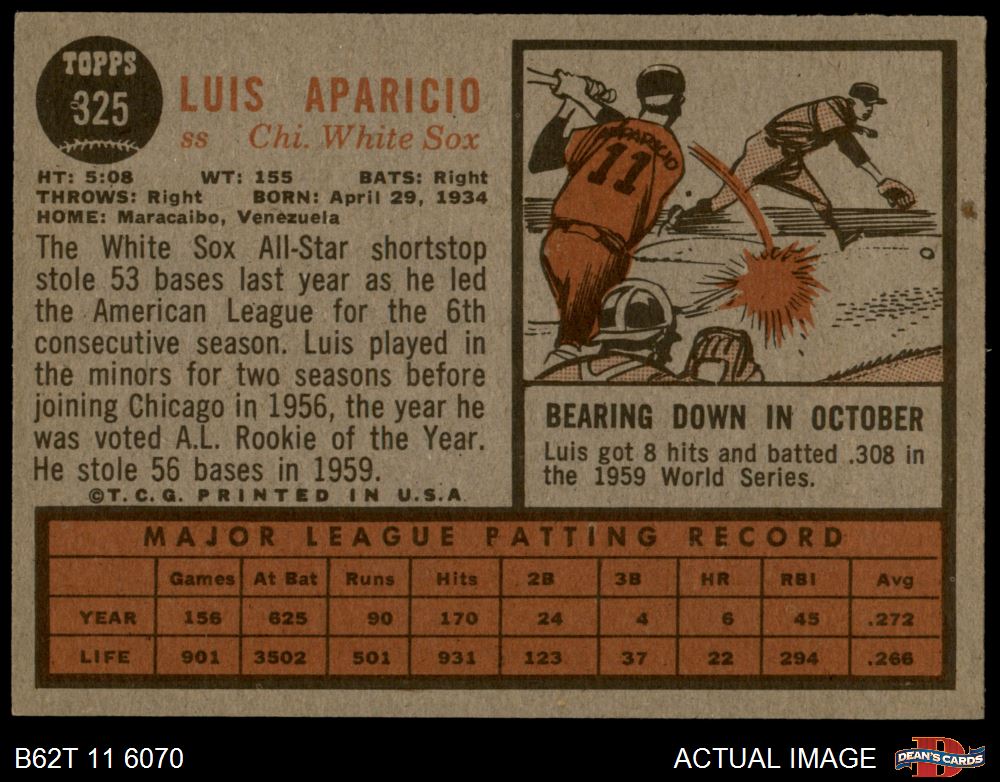 TOPPS
325
LUIS APARICIO
ss Chi. White Sox
HT: 5:08 WT: 155 BATS: Right
THROWS: Right BORN: April 29, 1934
HOME: Maracaibo, Venezuela
The White Sox All-Star shortstop
stole 53 bases last year as he led
the American League for the 6th
consecutive season. Luis played in
the minors for two seasons before
joining Chicago in 1956, the year he
was voted A.L. Rookie of the Year.
He stole 56 bases in 1959.
©T.C.G. PRINTED IN U.S.A.
APPARICIO
11
BEARING DOWN IN OCTOBER
Luis got 8 hits and batted .308 in
the 1959 World Series.
MAJOR LEAGUE PATTING RECORD
Games At Bat Runs Hits 2B 3B HR RBI Avg
YEAR 156 625 90 170 24 4 6 45 .272
LIFE 901 3502 501 931 123 37 22 294 .266
B62T 11 6070
ACTUAL IMAGE
D
DEAN'S CARDS